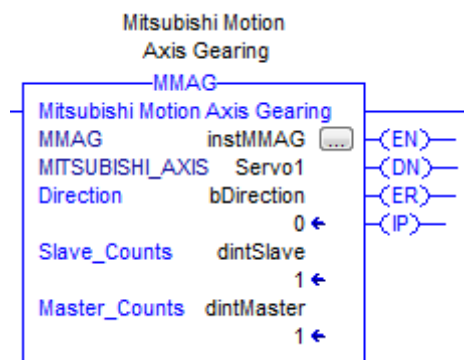 Mitsubishi Motion
Axis Gearing
MMAG
Mitsubishi Motion Axis Gearing
MMAG instMMAG ...
(EN)
MITSUBISHI_AXIS Servo1
(DN)
Direction bDirection
(ER)
0
(IP)
Slave_Counts dintSlave
1
Master_Counts dintMaster
1